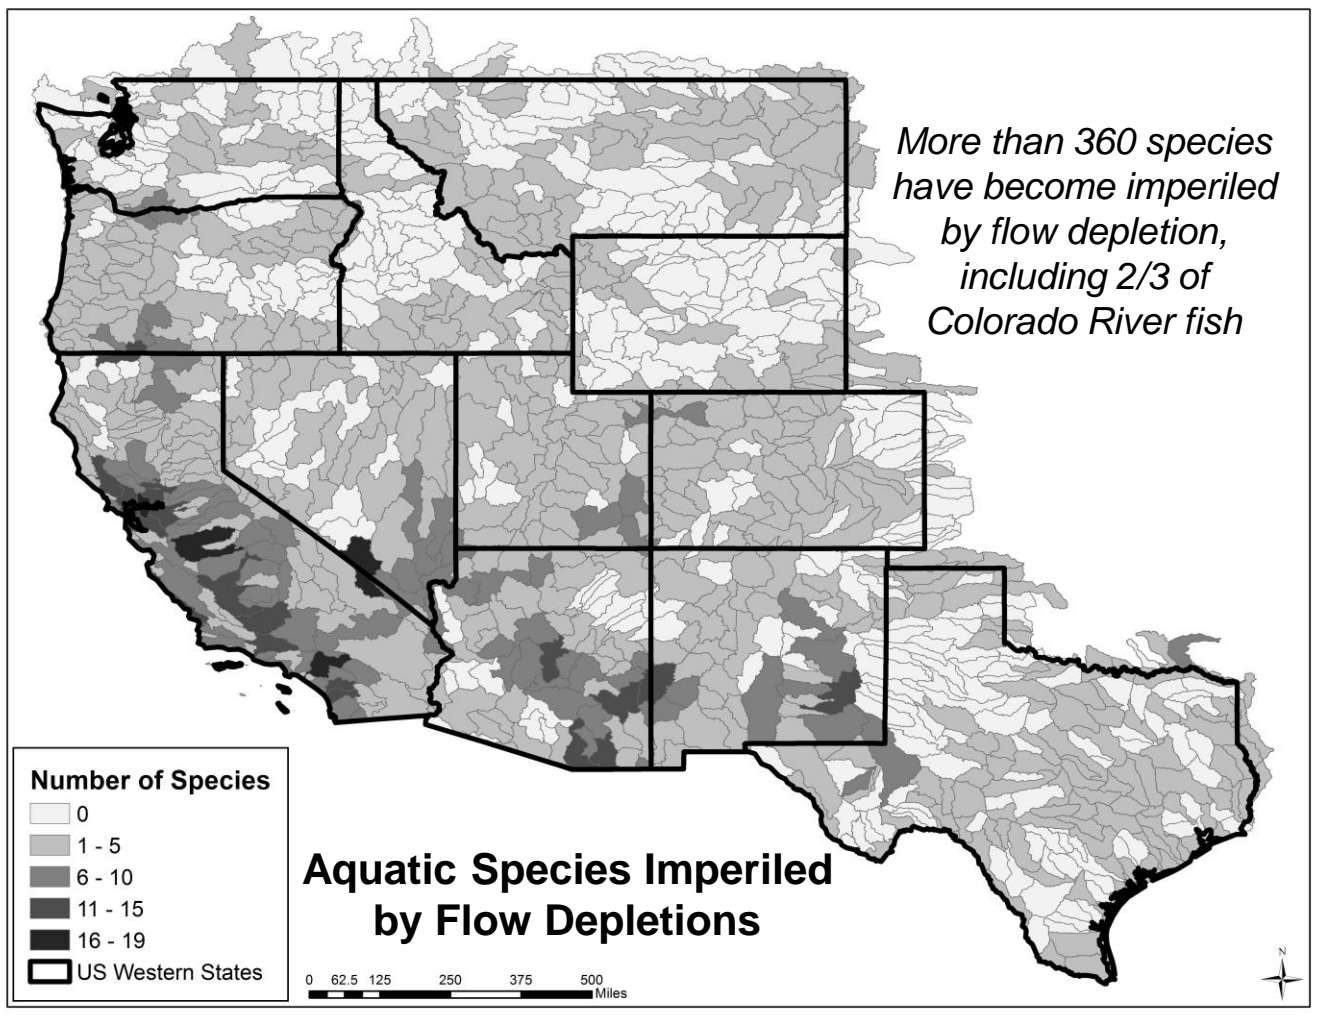 More than 360 species
have become imperiled
by flow depletion,
including 2/3 of
Colorado River fish
Number of Species
0
1 - 5
6 - 10
11 - 15
16 - 19
US Western States
Aquatic Species Imperiled
by Flow Depletions
0 62.5 125 250 375 500
Miles
N